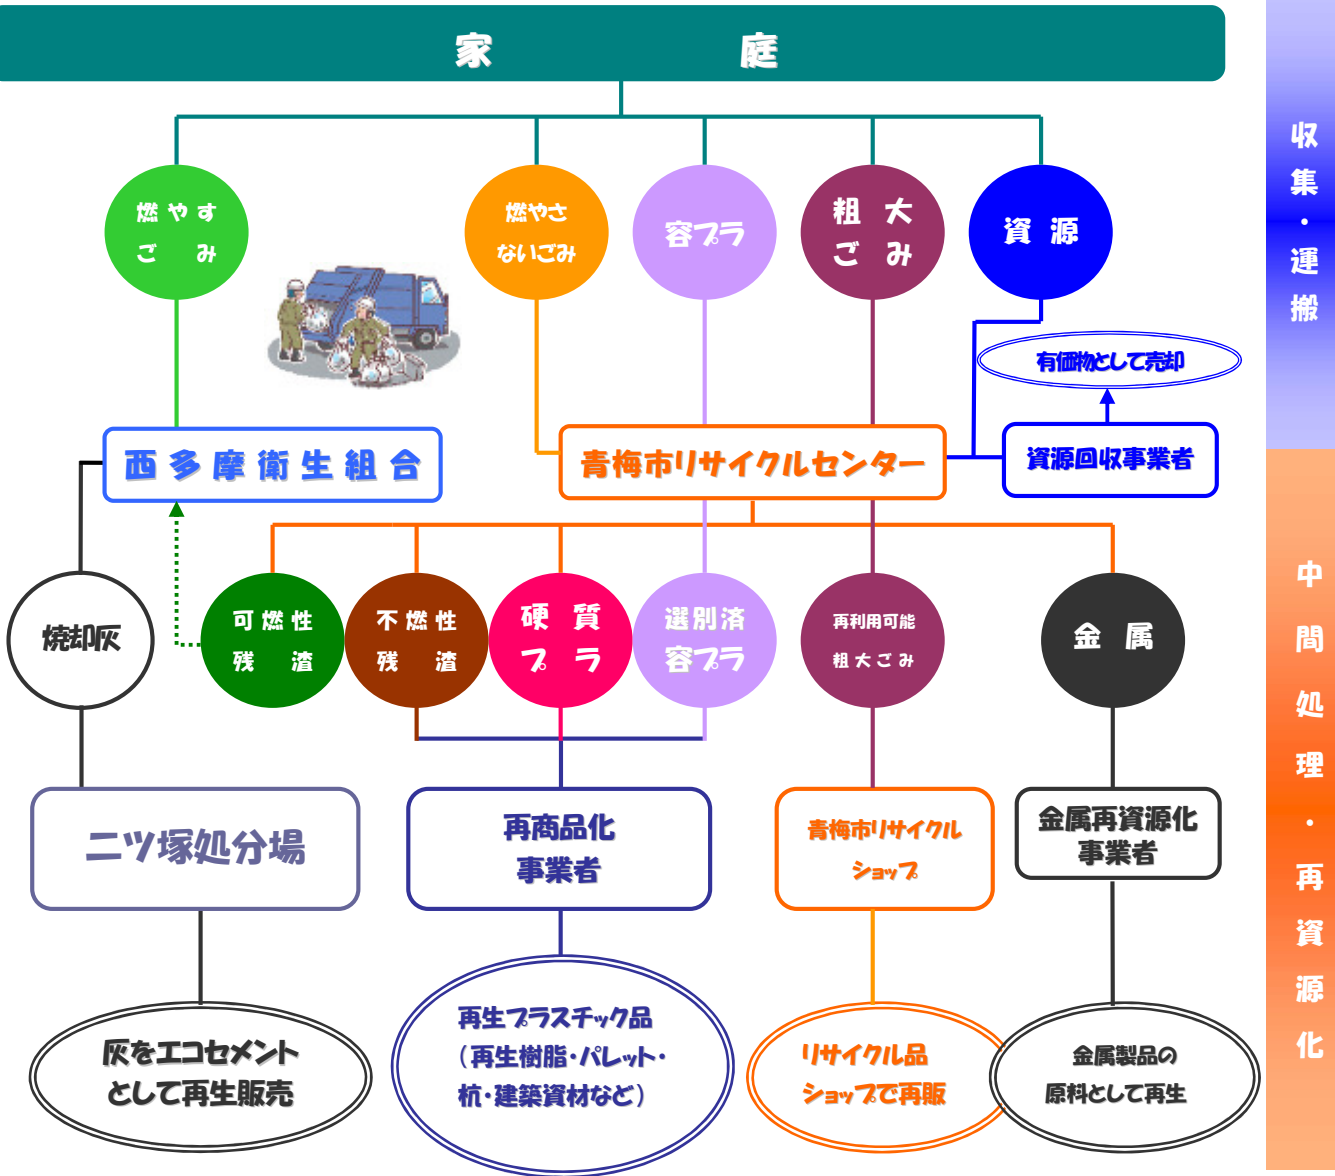 家庭
燃やす
ごみ
燃やさ
ないごみ
容プラ
粗大
ごみ
資源
有価物として売却
西多摩衛生組合
青梅市リサイクルセンター
資源回収事業者
焼却灰
可燃性
残渣
不燃性
残渣
硬質
プラ
選別済
容プラ
再利用可能
粗大ごみ
金属
二ツ塚処分場
再商品化
事業者
青梅市リサイクル
ショップ
金属再資源化
事業者
灰をエコセメント
として再生販売
再生プラスチック品
(再生樹脂・パレット・
杭・建築資材など)
リサイクル品
ショップで再販
金属製品の
原料として再生
収集・運搬
中間処理・再資源化